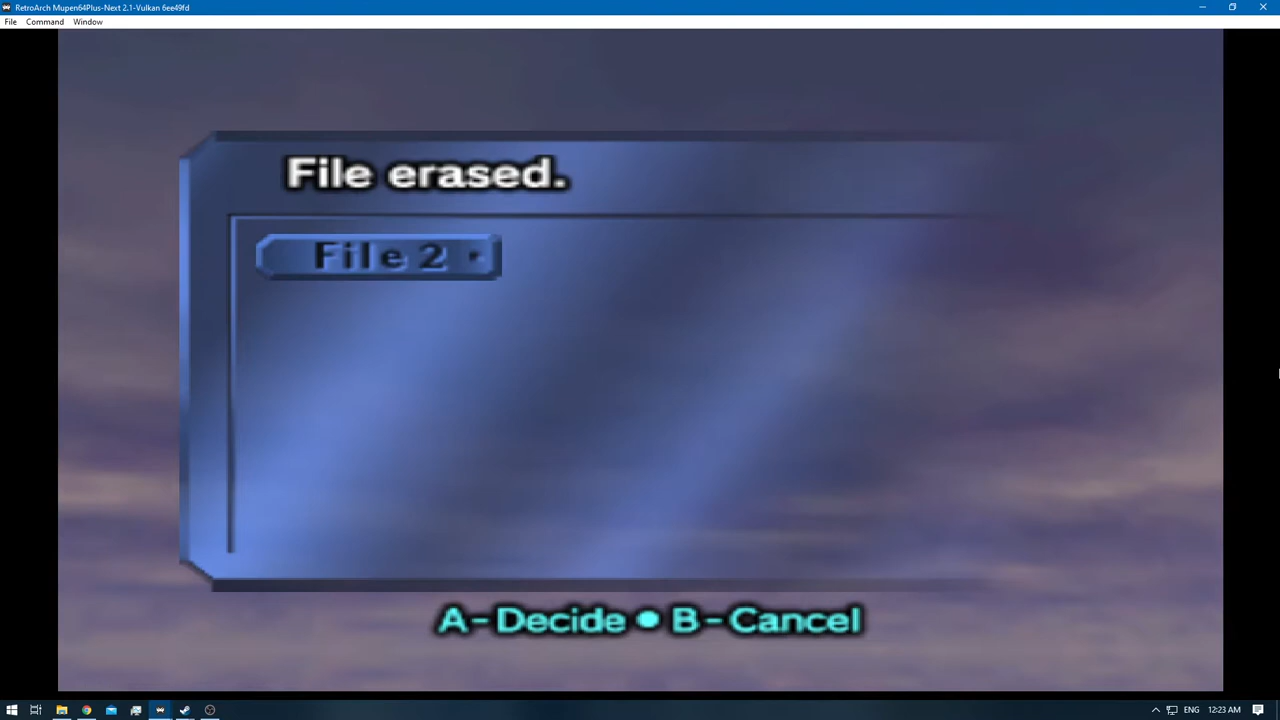 RetroArch Mupen64Plus-Next 2.1-Vulkan 6ee49fd
File Command Window
File erased.
File 2
A-Decide ● B-Cancel
ENG 12:23 AM